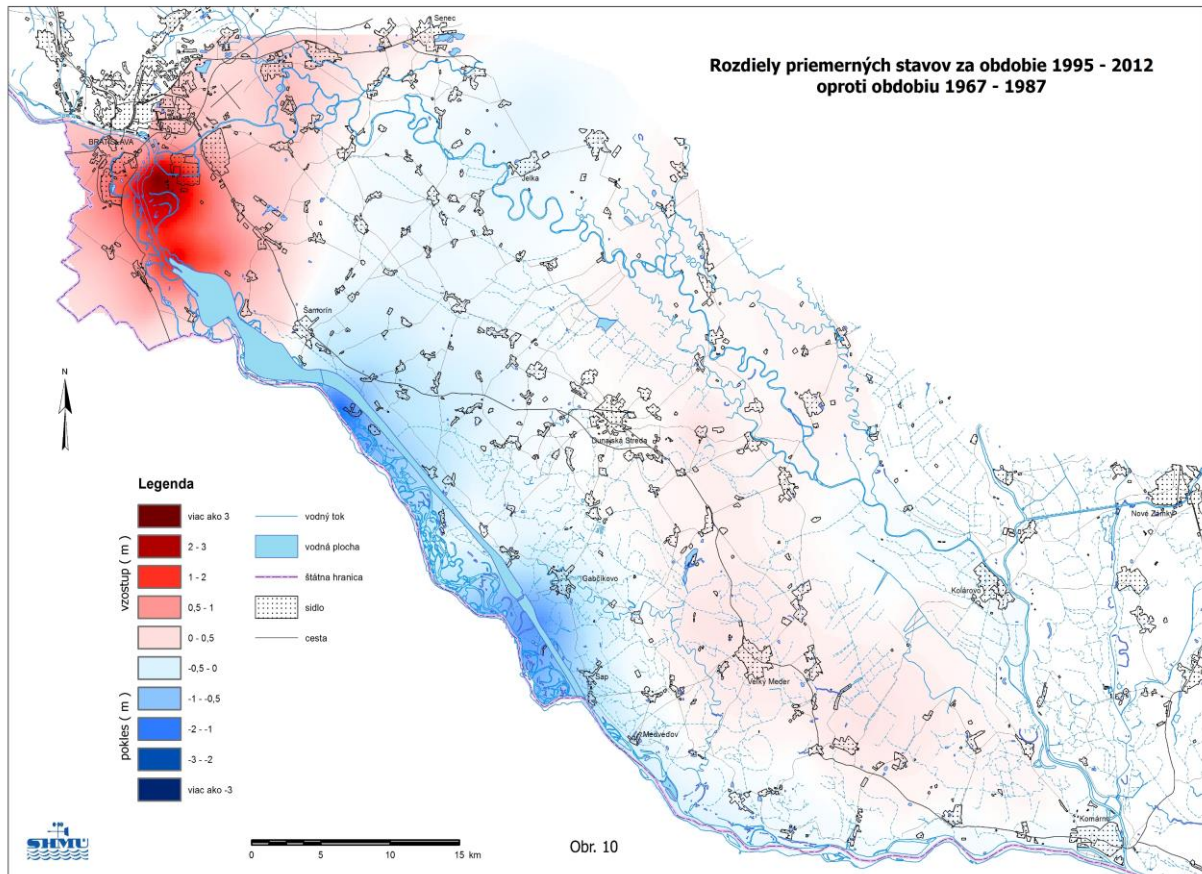 Rozdiely priemerných stavov za obdobie 1995 - 2012
oproti obdobiu 1967 - 1987
Senec
BRATISLAVA
Jelka
Šamorín
N
Dunajská Streda
Nové Zámky
Gabčíkovo
Kolárovo
Veľký Meder
Sap
Medveďov
Komárno
Legenda
vzostup ( m )
viac ako 3
2 - 3
1 - 2
0,5 - 1
0 - 0,5
-0,5 - 0
pokles ( m )
-1 - -0,5
-2 - -1
-3 - -2
viac ako -3
vodný tok
vodná plocha
štátna hranica
sídlo
cesta
SHMÚ
0 5 10 15 km
Obr. 10